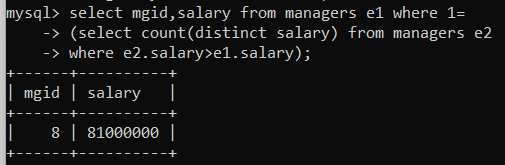 mysql> select mgid,salary from managers e1 where 1=
    -> (select count(distinct salary) from managers e2
    -> where e2.salary>e1.salary);
+------+----------+
| mgid | salary   |
+------+----------+
|    8 | 81000000 |
+------+----------+